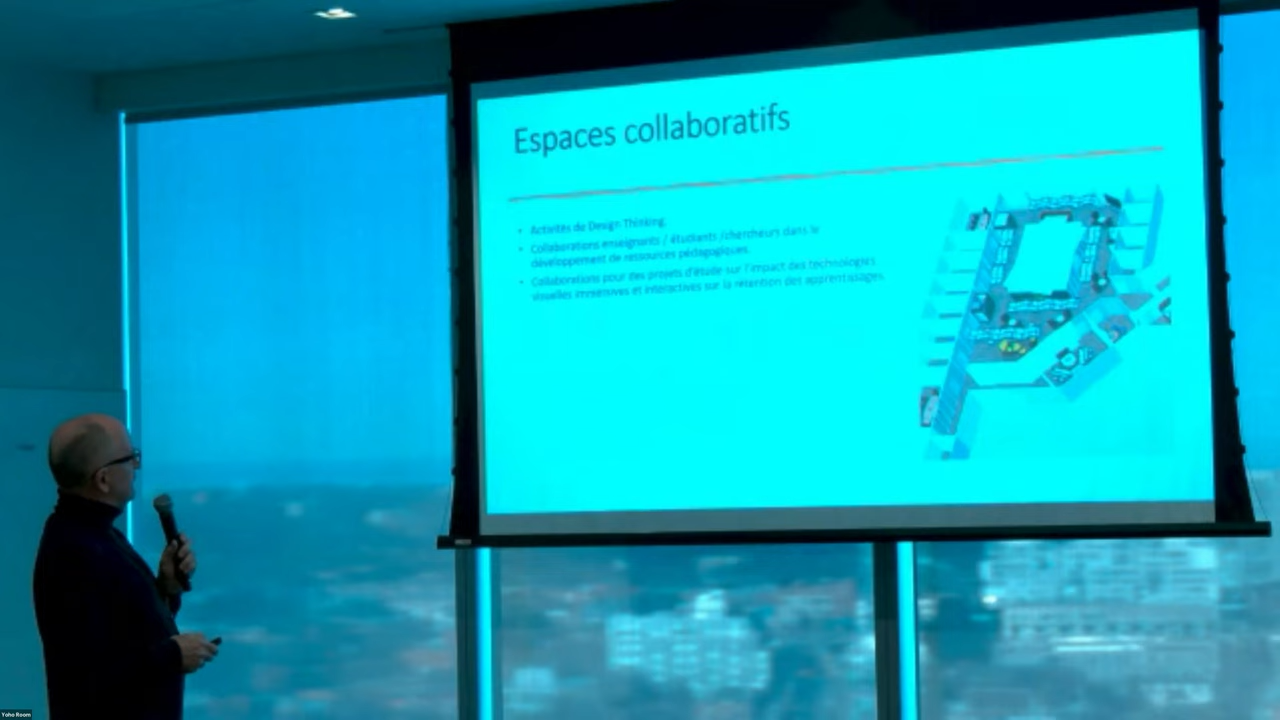 Espaces collaboratifs
• Activités de Design Thinking.
• Collaborations enseignants / étudiants /chercheurs dans le
développement de ressources pédagogiques.
• Collaborations pour des projets d'étude sur l'impact des technologies
visuelles immersives et interactives sur la rétention des apprentissages.
Yoho Room